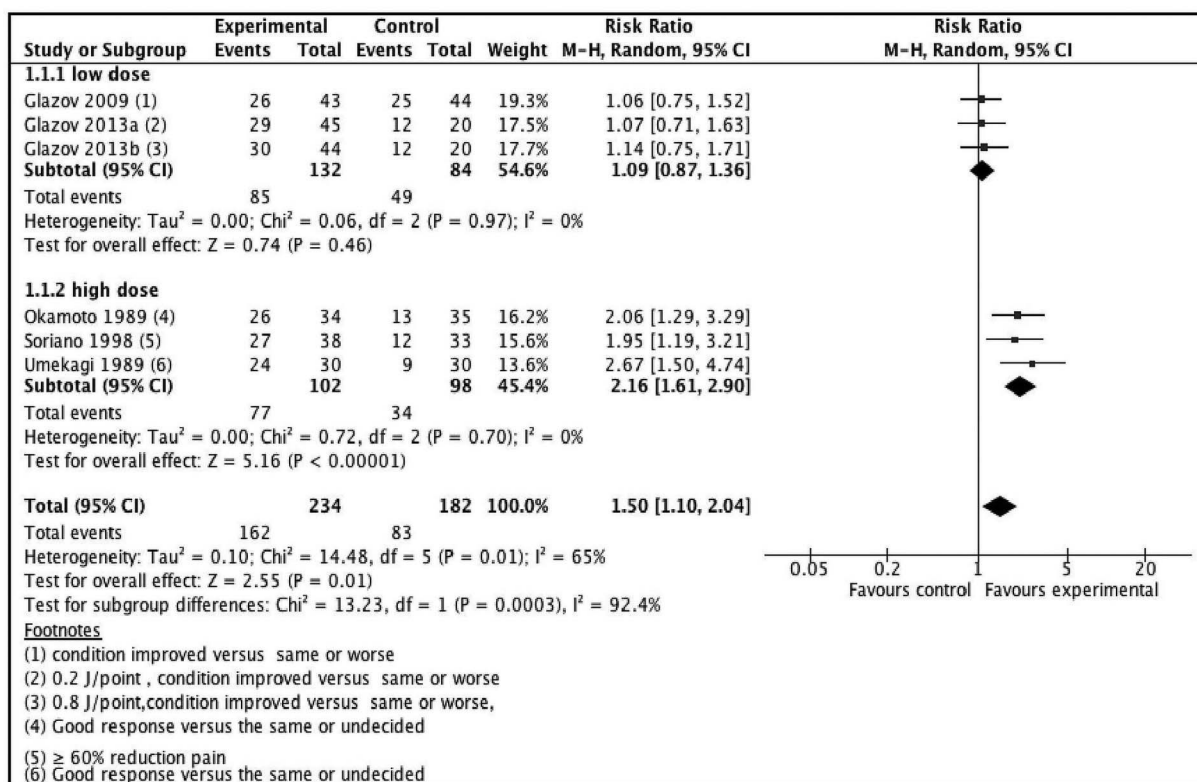 Experimental Control Risk Ratio Risk Ratio
Study or Subgroup Events Total Events Total Weight M-H, Random, 95% CI M-H, Random, 95% CI
1.1.1 low dose
Glazov 2009 (1) 26 43 25 44 19.3% 1.06 [0.75, 1.52]
Glazov 2013a (2) 29 45 12 20 17.5% 1.07 [0.71, 1.63]
Glazov 2013b (3) 30 44 12 20 17.7% 1.14 [0.75, 1.71]
Subtotal (95% CI) 132 84 54.6% 1.09 [0.87, 1.36]
Total events 85 49
Heterogeneity: Tau² = 0.00; Chi² = 0.06, df = 2 (P = 0.97); I² = 0%
Test for overall effect: Z = 0.74 (P = 0.46)
1.1.2 high dose
Okamoto 1989 (4) 26 34 13 35 16.2% 2.06 [1.29, 3.29]
Soriano 1998 (5) 27 38 12 33 15.6% 1.95 [1.19, 3.21]
Umekagi 1989 (6) 24 30 9 30 13.6% 2.67 [1.50, 4.74]
Subtotal (95% CI) 102 98 45.4% 2.16 [1.61, 2.90]
Total events 77 34
Heterogeneity: Tau² = 0.00; Chi² = 0.72, df = 2 (P = 0.70); I² = 0%
Test for overall effect: Z = 5.16 (P < 0.00001)
Total (95% CI) 234 182 100.0% 1.50 [1.10, 2.04]
Total events 162 83
Heterogeneity: Tau² = 0.10; Chi² = 14.48, df = 5 (P = 0.01); I² = 65%
Test for overall effect: Z = 2.55 (P = 0.01)
Test for subgroup differences: Chi² = 13.23, df = 1 (P = 0.0003), I² = 92.4%
0.05 0.2 1 5 20
Favours control Favours experimental
Footnotes
(1) condition improved versus same or worse
(2) 0.2 J/point , condition improved versus same or worse
(3) 0.8 J/point,condition improved versus same or worse,
(4) Good response versus the same or undecided
(5) ≥ 60% reduction pain
(6) Good response versus the same or undecided